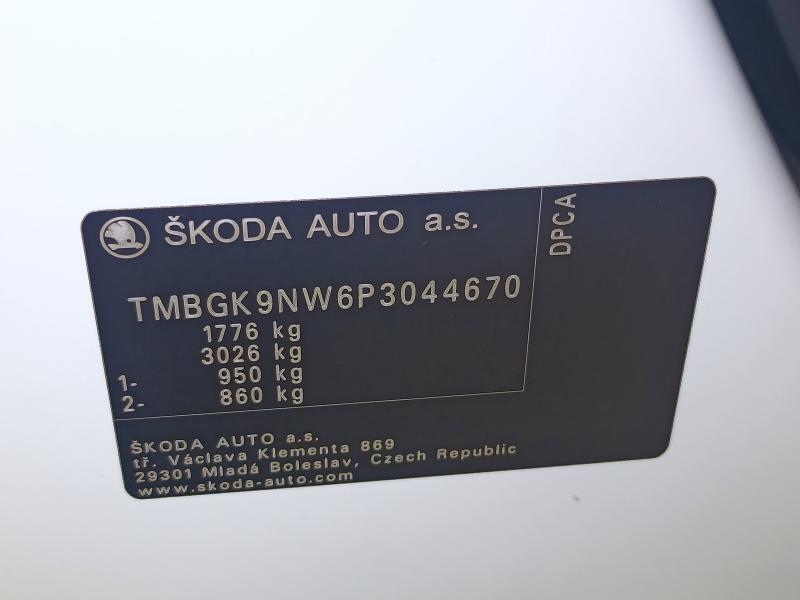 ŠKODA AUTO a.s.
DPCA
TMBGK9NW6P3044670
1776 kg
3026 kg
1- 950 kg
2- 860 kg
ŠKODA AUTO a.s.
tř. Václava Klementa 869
29301 Mladá Boleslav, Czech Republic
www.skoda-auto.com